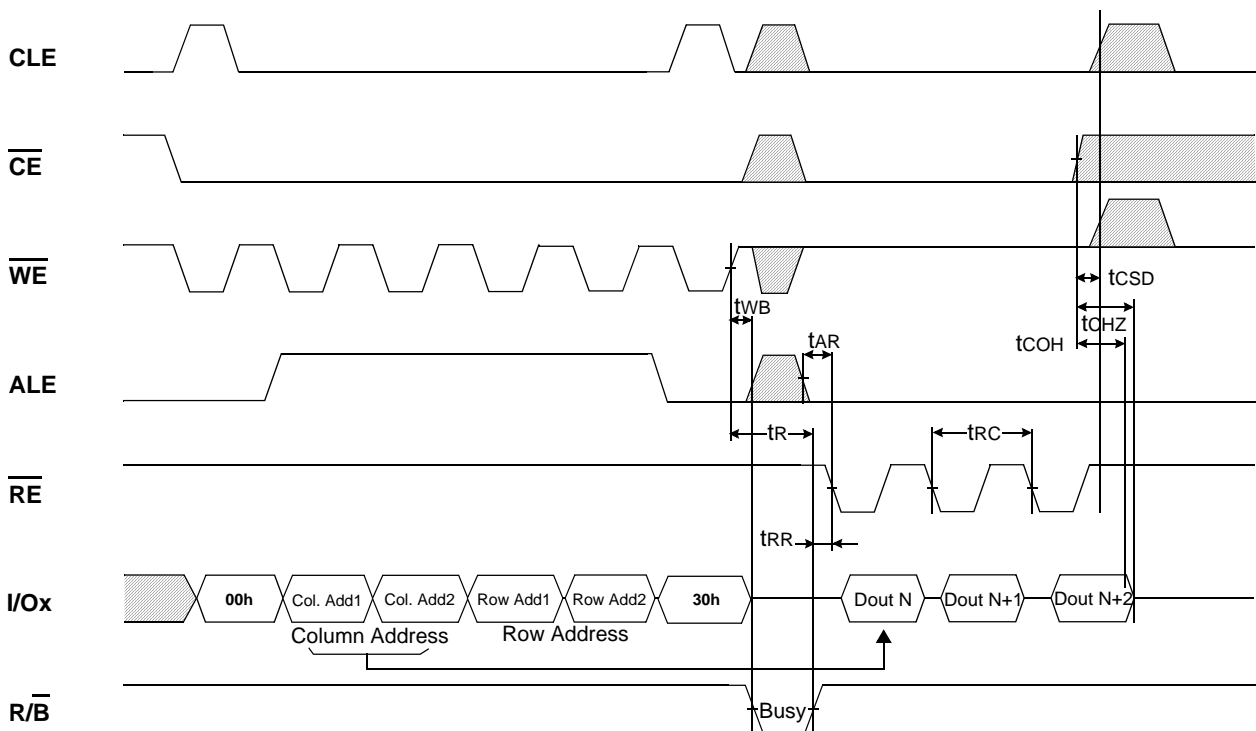 CLE
CE
WE
tCSD
tWB
tCHZ
tCOH
tAR
ALE
tR
tRC
RE
tRR
I/Ox
00h
Col. Add1
Col. Add2
Row Add1
Row Add2
30h
Dout N
Dout N+1
Dout N+2
Column Address
Row Address
R/B
Busy